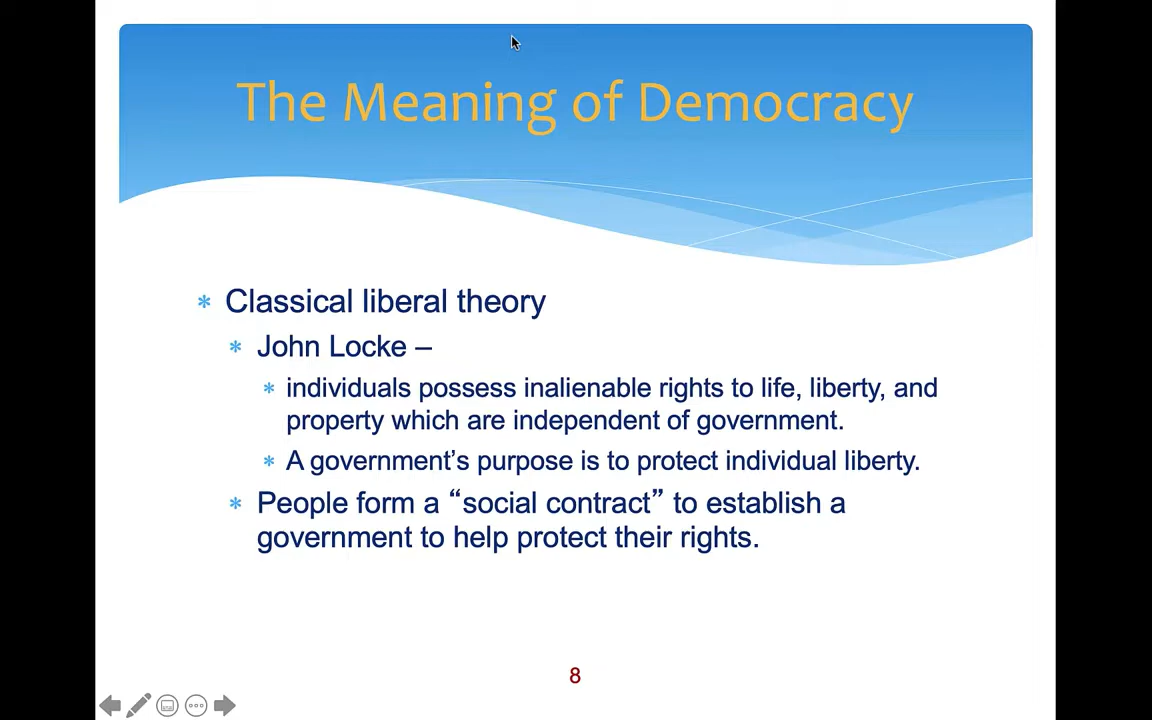 The Meaning of Democracy
* Classical liberal theory
* John Locke –
* individuals possess inalienable rights to life, liberty, and
property which are independent of government.
* A government’s purpose is to protect individual liberty.
* People form a “social contract” to establish a
government to help protect their rights.
8